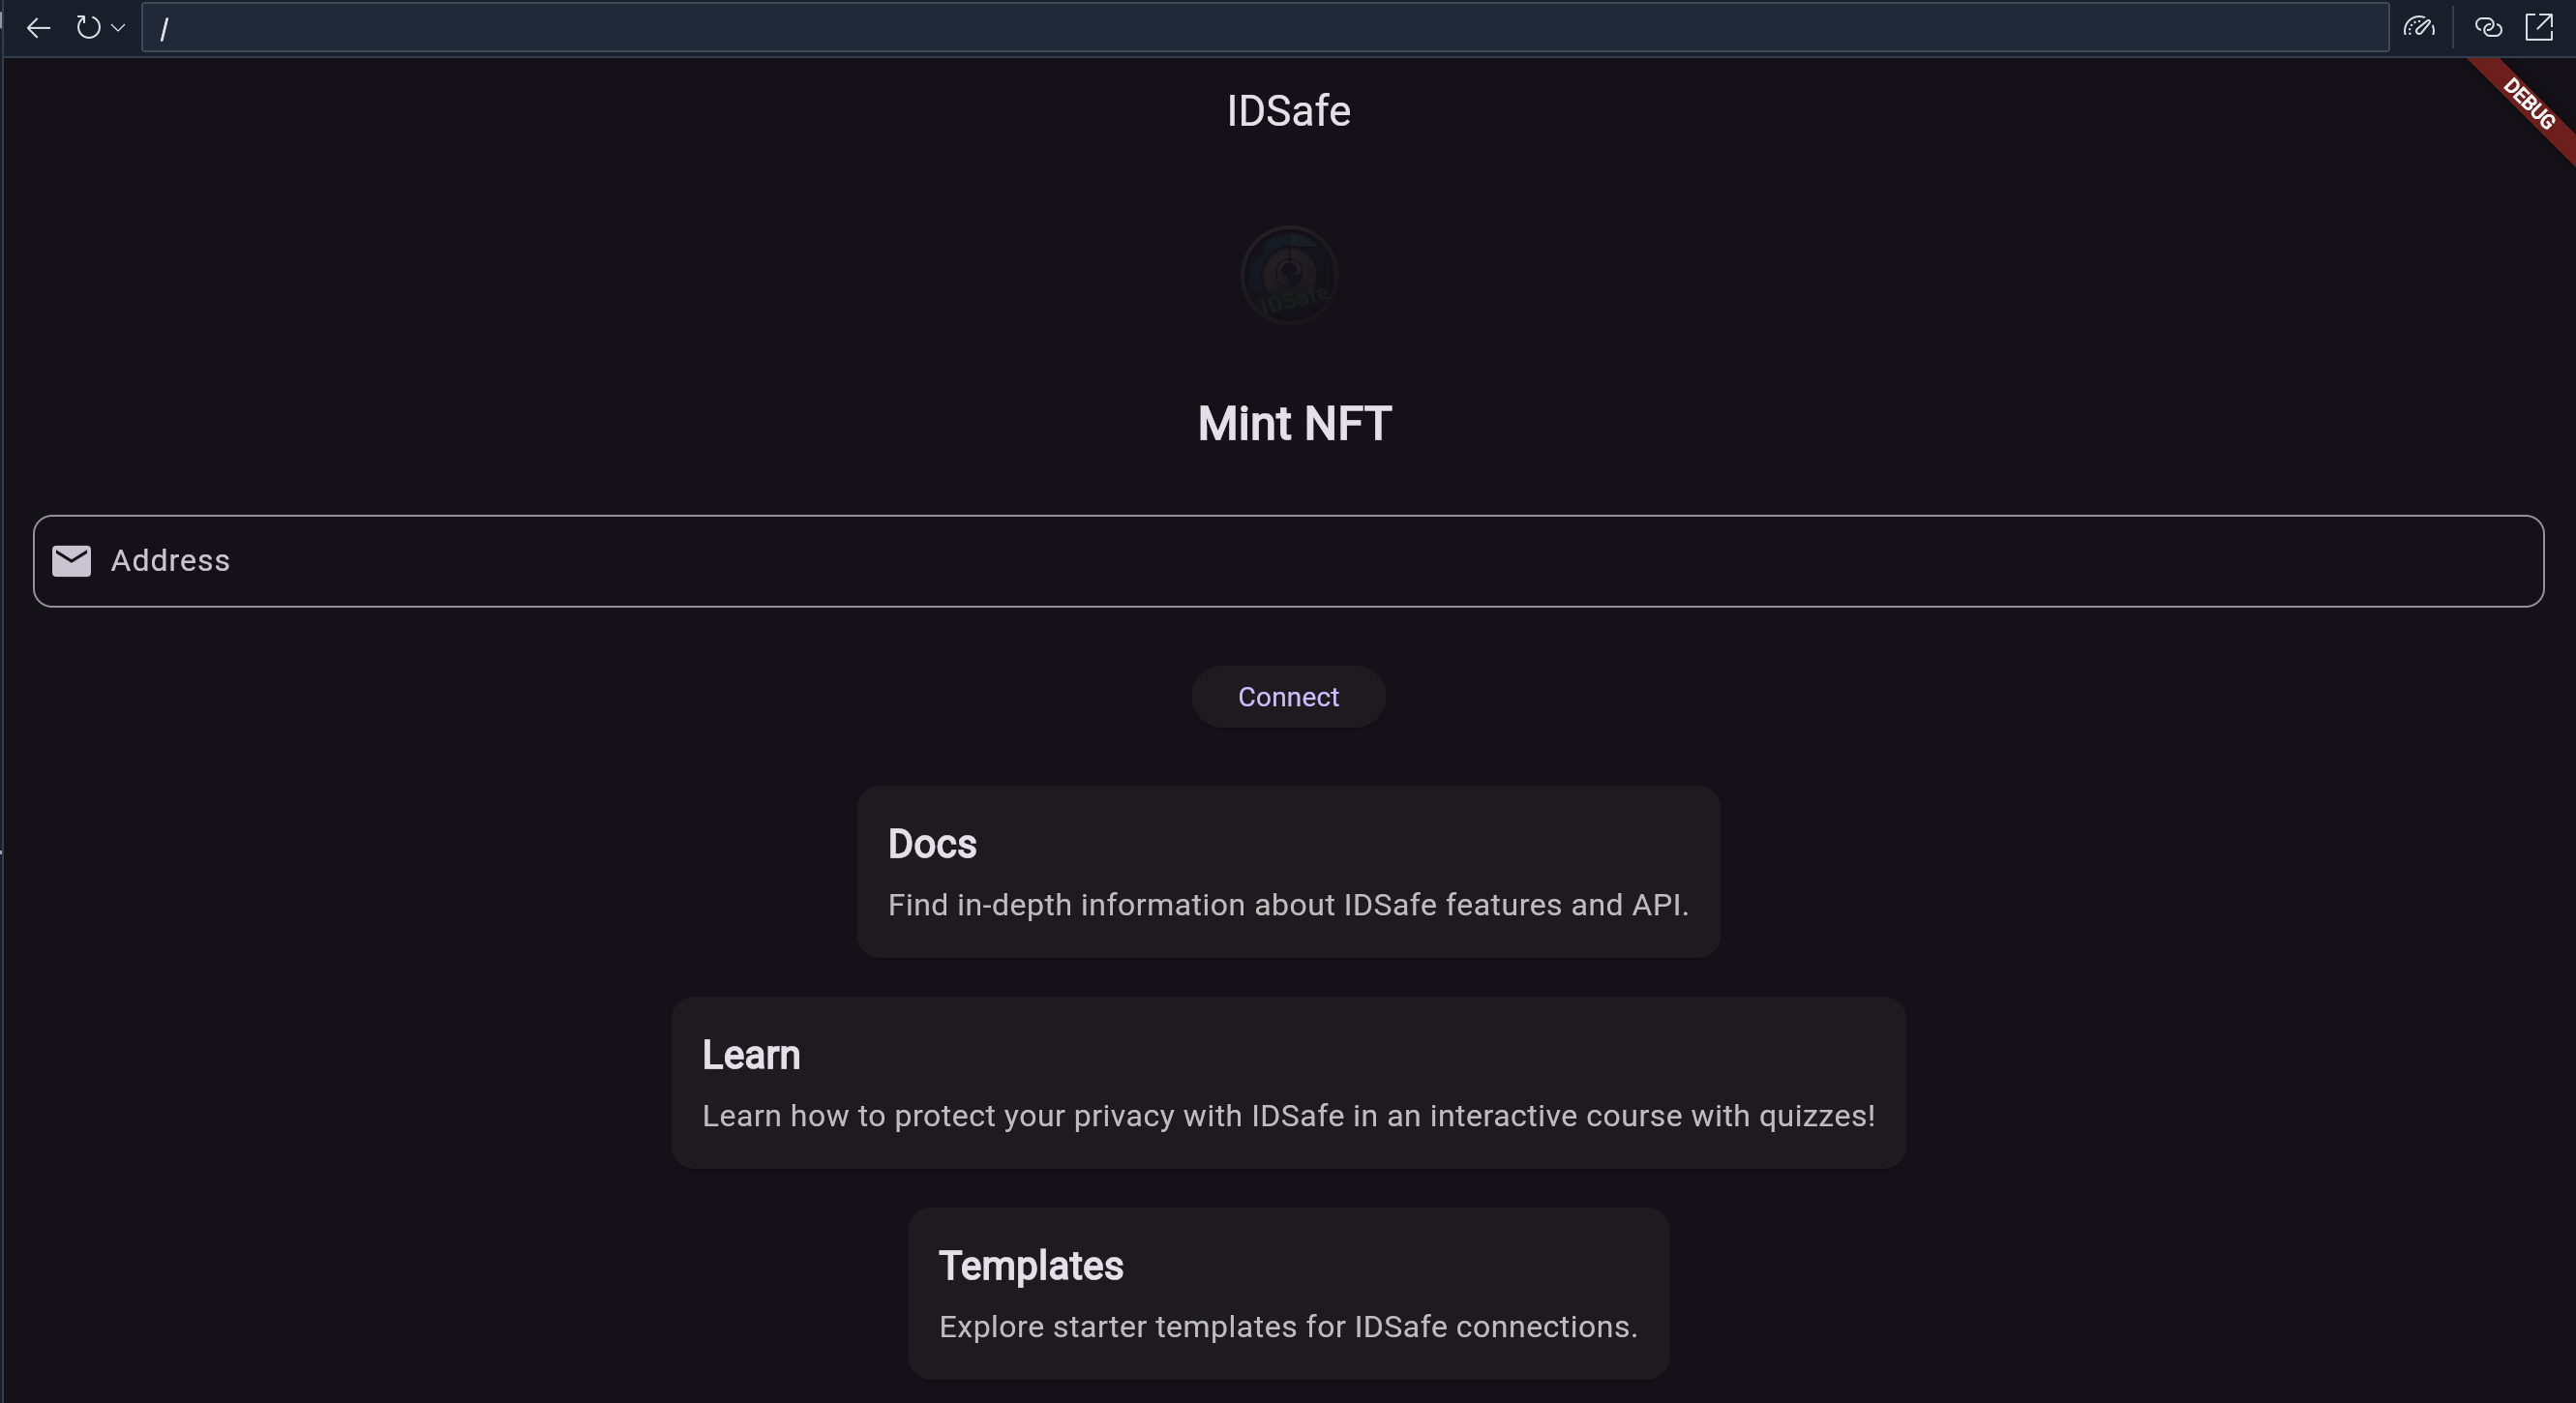 /
DEBUG
IDSafe
IDSafe
Mint NFT
Address
Connect
Docs
Find in-depth information about IDSafe features and API.
Learn
Learn how to protect your privacy with IDSafe in an interactive course with quizzes!
Templates
Explore starter templates for IDSafe connections.